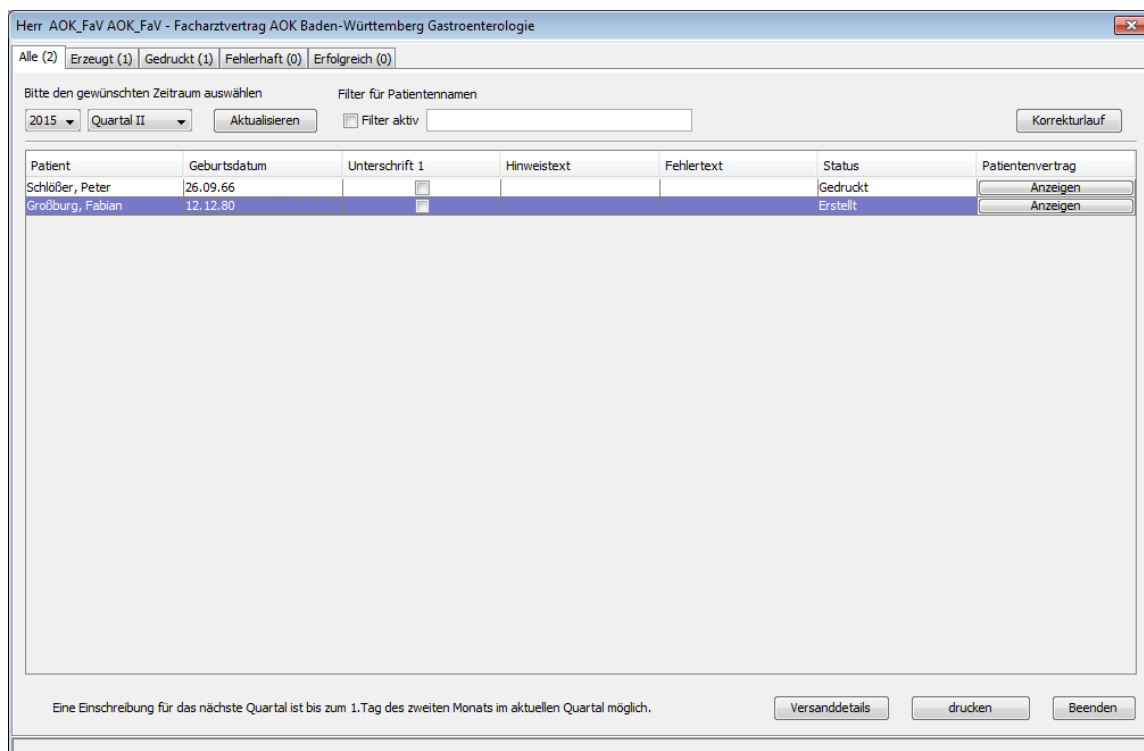 Herr AOK_FaV AOK_FaV - Facharztvertrag AOK Baden-Württemberg Gastroenterologie
Alle (2) Erzeugt (1) Gedruckt (1) Fehlerhaft (0) Erfolgreich (0)
Bitte den gewünschten Zeitraum auswählen Filter für Patientennamen
2015 Quartal II Aktualisieren Filter aktiv Korrekturlauf
Patient Geburtsdatum Unterschrift 1 Hinweistext Fehlertext Status Patientenvertrag
Schlößer, Peter 26.09.66 Gedruckt Anzeigen
Großburg, Fabian 12.12.80 Erstellt Anzeigen
Eine Einschreibung für das nächste Quartal ist bis zum 1.Tag des zweiten Monats im aktuellen Quartal möglich. Versanddetails drucken Beenden